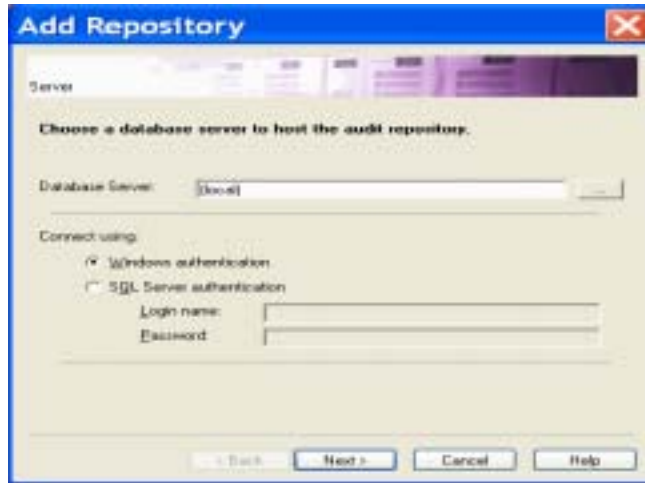 Add Repository
Server
Choose a database server to host the audit repository.
Database Server: (local) ...
Connect using:
Windows authentication
SQL Server authentication
Login name:
Password:
< Back Next > Cancel Help